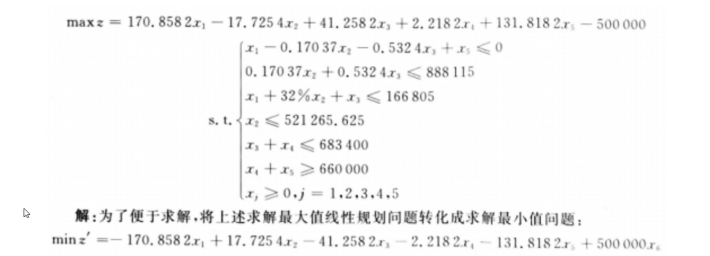 max z = 170.858 2x₁ − 17.725 4x₂ + 41.258 2x₃ + 2.218 2x₄ + 131.818 2x₅ − 500 000
x₁ − 0.170 37x₂ − 0.532 4x₃ + x₅ ⩽ 0
0.170 37x₂ + 0.532 4x₃ ⩽ 888 115
x₁ + 32%x₂ + x₃ ⩽ 166 805
s. t. x₂ ⩽ 521 265.625
x₃ + x₄ ⩽ 683 400
x₄ + x₅ ⩾ 660 000
xⱼ ⩾ 0,j = 1,2,3,4,5
解:为了便于求解,将上述求解最大值线性规划问题转化成求解最小值问题:
min z′ =− 170.858 2x₁ + 17.725 4x₂ − 41.258 2x₃ − 2.218 2x₄ − 131.818 2x₅ + 500 000x₆